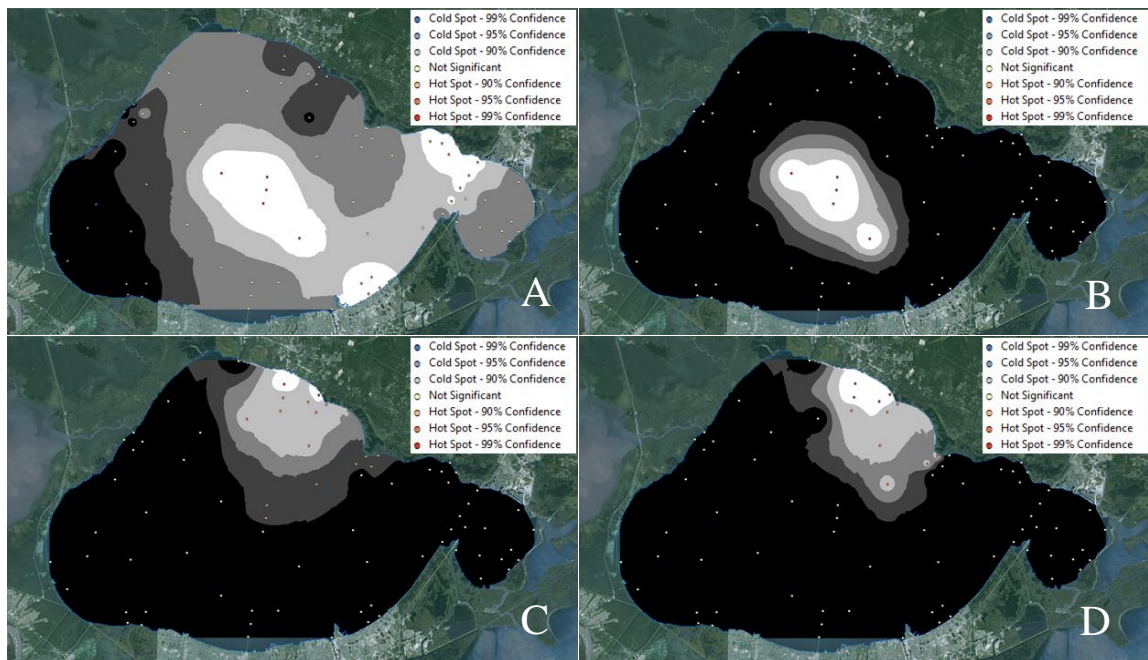 Cold Spot - 99% Confidence
Cold Spot - 95% Confidence
Cold Spot - 90% Confidence
Not Significant
Hot Spot - 90% Confidence
Hot Spot - 95% Confidence
Hot Spot - 99% Confidence
A
Cold Spot - 99% Confidence
Cold Spot - 95% Confidence
Cold Spot - 90% Confidence
Not Significant
Hot Spot - 90% Confidence
Hot Spot - 95% Confidence
Hot Spot - 99% Confidence
B
Cold Spot - 99% Confidence
Cold Spot - 95% Confidence
Cold Spot - 90% Confidence
Not Significant
Hot Spot - 90% Confidence
Hot Spot - 95% Confidence
Hot Spot - 99% Confidence
C
Cold Spot - 99% Confidence
Cold Spot - 95% Confidence
Cold Spot - 90% Confidence
Not Significant
Hot Spot - 90% Confidence
Hot Spot - 95% Confidence
Hot Spot - 99% Confidence
D